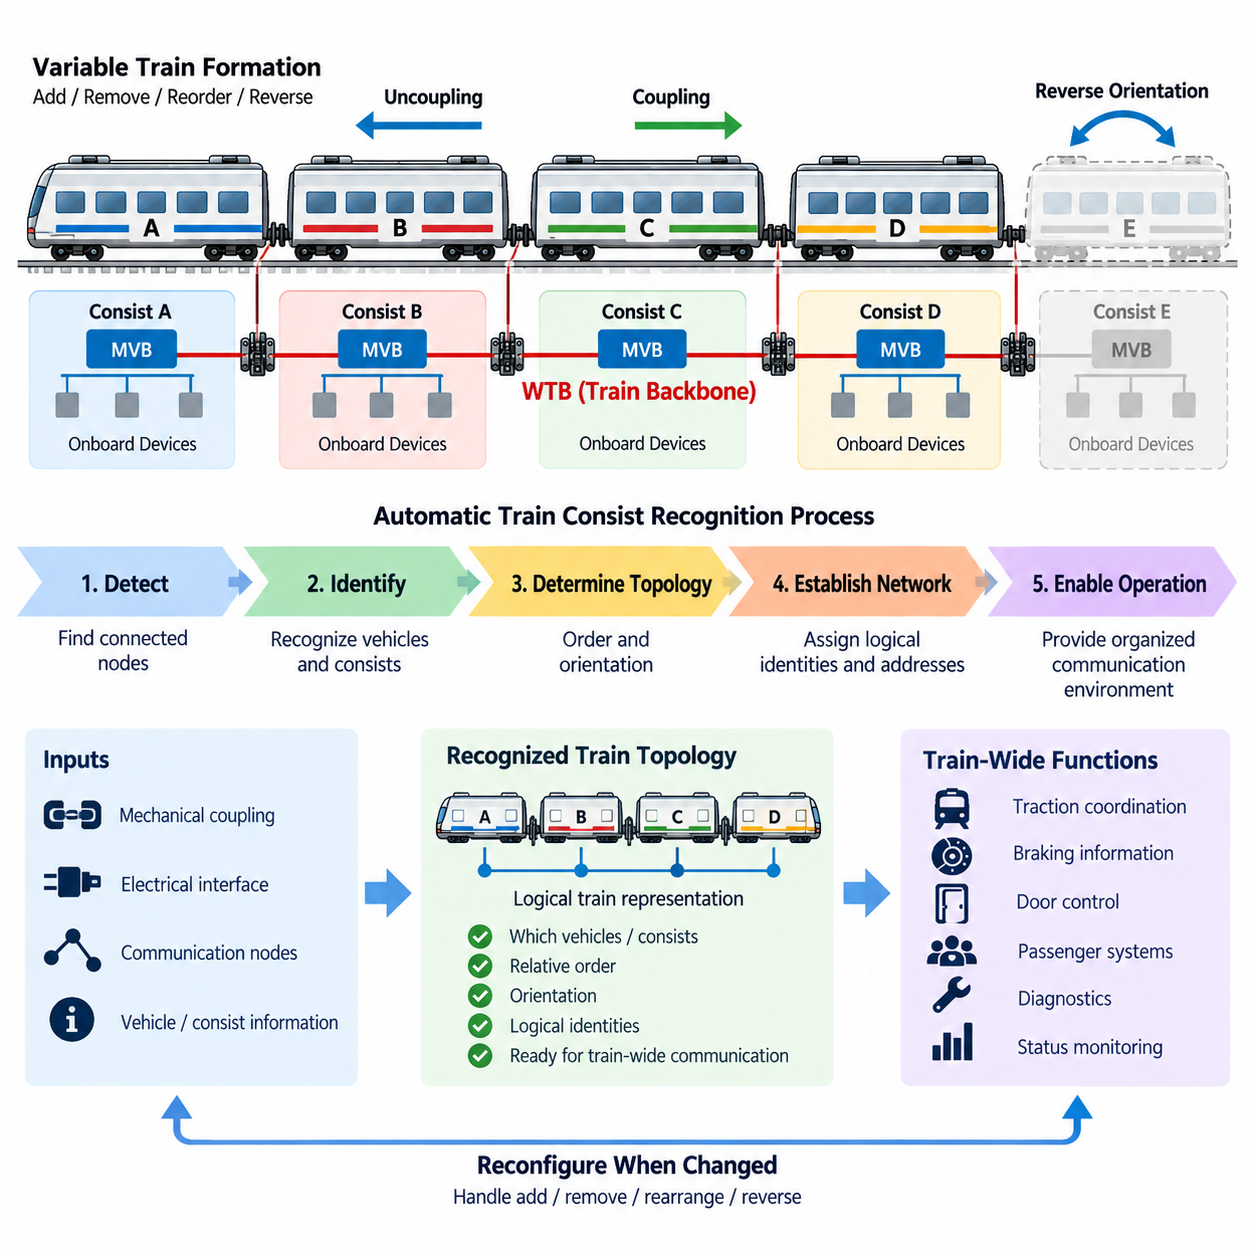 Variable Train Formation
Add / Remove / Reorder / Reverse
Uncoupling
Coupling
Reverse Orientation
A
B
C
D
E
Consist A
MVB
Onboard Devices
Consist B
MVB
Onboard Devices
Consist C
MVB
WTB (Train Backbone)
Onboard Devices
Consist D
MVB
Onboard Devices
Consist E
MVB
Onboard Devices
Automatic Train Consist Recognition Process
1. Detect
Find connected
nodes
2. Identify
Recognize vehicles
and consists
3. Determine Topology
Order and
orientation
4. Establish Network
Assign logical
identities and addresses
5. Enable Operation
Provide organized
communication
environment
Inputs
Mechanical coupling
Electrical interface
Communication nodes
i
Vehicle / consist information
Recognized Train Topology
A
B
C
D
Logical train representation
Which vehicles / consists
Relative order
Orientation
Logical identities
Ready for train-wide communication
Train-Wide Functions
Traction coordination
Braking information
Door control
Passenger systems
Diagnostics
Status monitoring
Reconfigure When Changed
Handle add / remove / rearrange / reverse